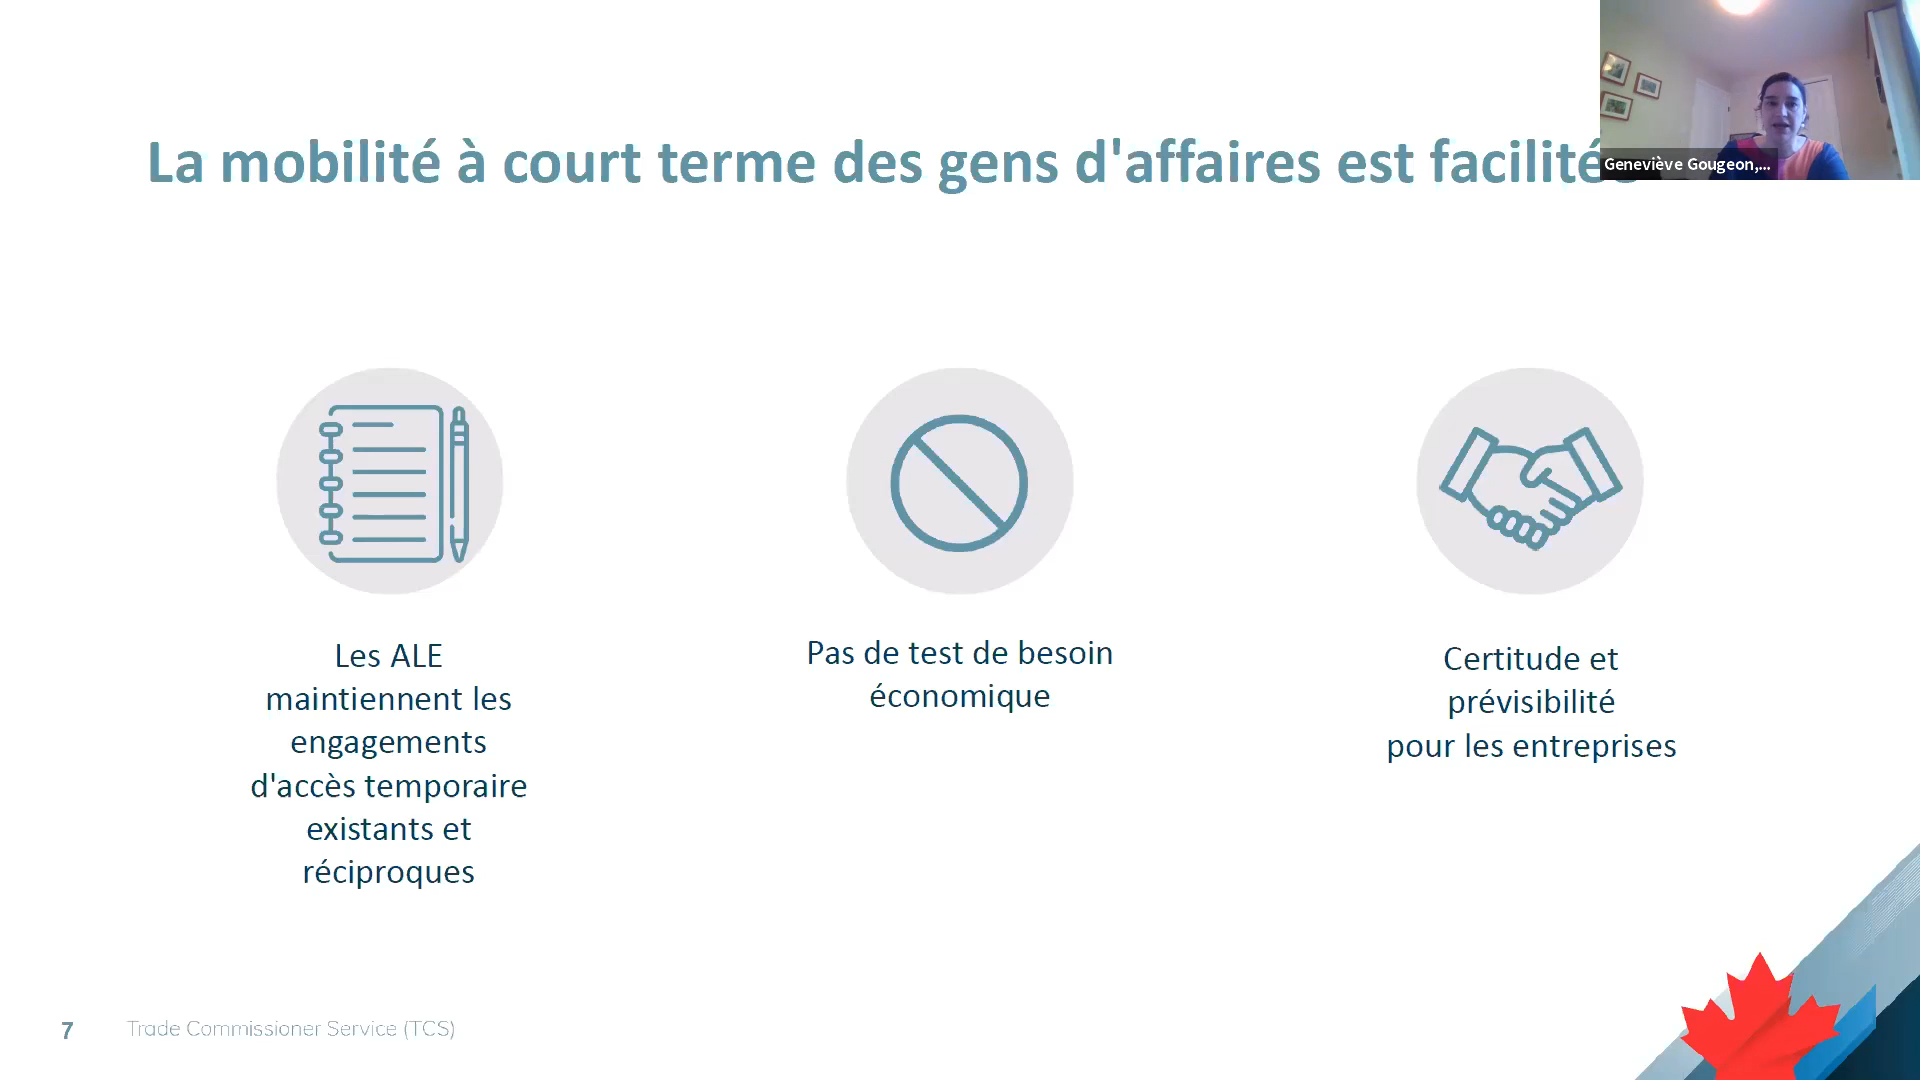 La mobilité à court terme des gens d'affaires est facilité
Geneviève Gougeon,...
Les ALE
maintiennent les
engagements
d'accès temporaire
existants et
réciproques
Pas de test de besoin
économique
Certitude et
prévisibilité
pour les entreprises
7
Trade Commissioner Service (TCS)